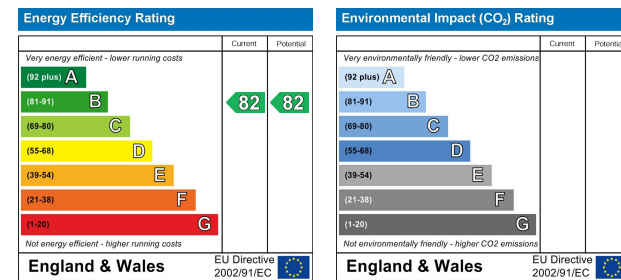 Energy Efficiency Rating
Current Potential
Very energy efficient - lower running costs
(92 plus) A
(81-91) B
82 82
(69-80) C
(55-68) D
(39-54) E
(21-38) F
(1-20) G
Not energy efficient - higher running costs
England & Wales
EU Directive
2002/91/EC
Environmental Impact (CO₂) Rating
Current Potential
Very environmentally friendly - lower CO2 emissions
(92 plus) A
(81-91) B
(69-80) C
(55-68) D
(39-54) E
(21-38) F
(1-20) G
Not environmentally friendly - higher CO2 emissions
England & Wales
EU Directive
2002/91/EC